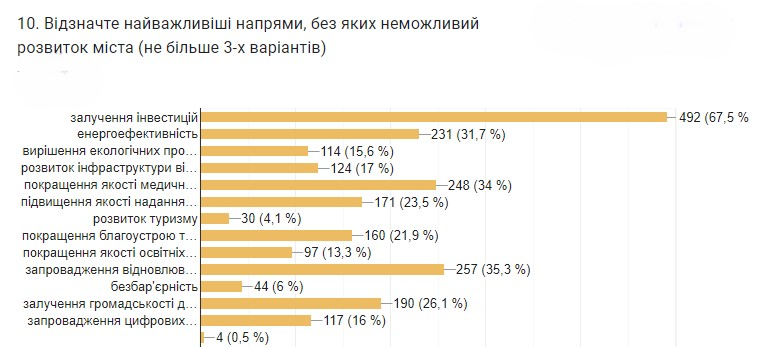 10. Відзначте найважливіші напрями, без яких неможливий
розвиток міста (не більше 3-х варіантів)
залучення інвестицій 492 (67,5 %
енергоефективність 231 (31,7 %)
вирішення екологічних про… 114 (15,6 %)
розвиток інфраструктури ві… 124 (17 %)
покращення якості медичн… 248 (34 %)
підвищення якості надання… 171 (23,5 %)
розвиток туризму 30 (4,1 %)
покращення благоустрою т… 160 (21,9 %)
покращення якості освітніх… 97 (13,3 %)
запровадження відновлюв… 257 (35,3 %)
безбар'єрність 44 (6 %)
залучення громадськості д… 190 (26,1 %)
запровадження цифрових… 117 (16 %)
4 (0,5 %)